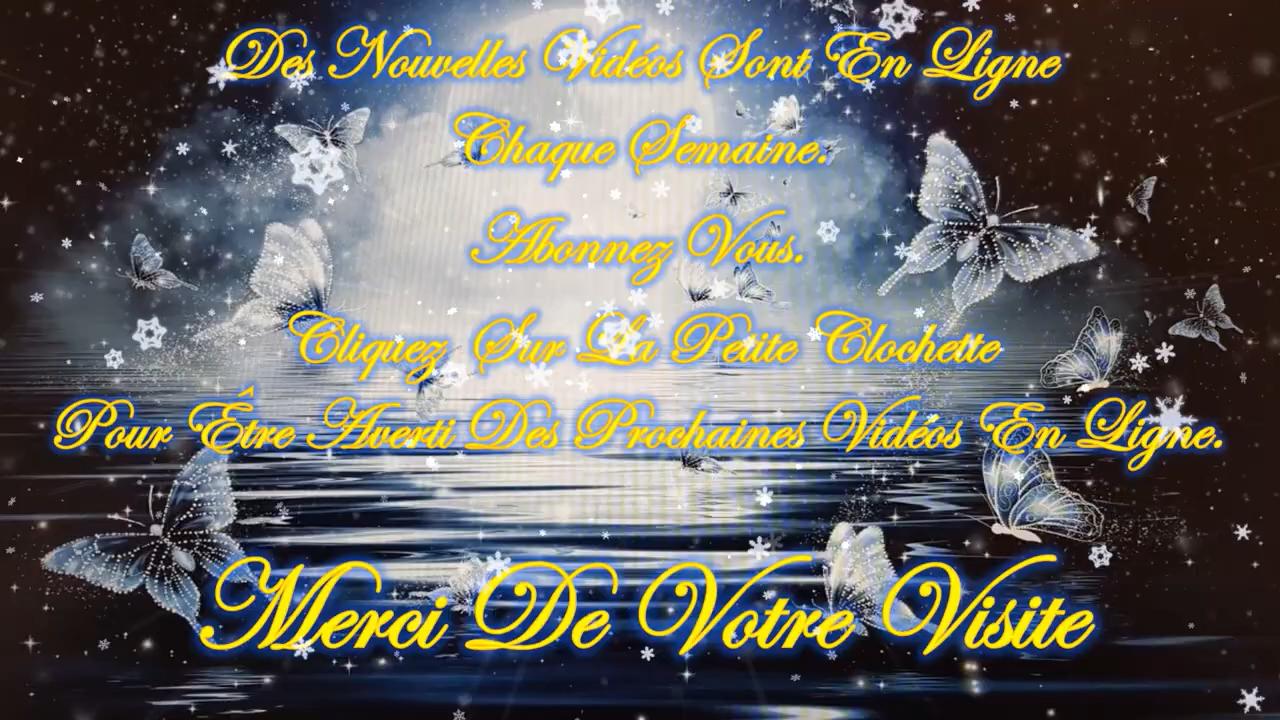 Des Nouvelles Vidéos Sont En Ligne
Chaque Semaine.
Abonnez Vous.
Cliquez Sur La Petite Clochette
Pour Être Averti Des Prochaines Vidéos En Ligne.
Merci De Votre Visite